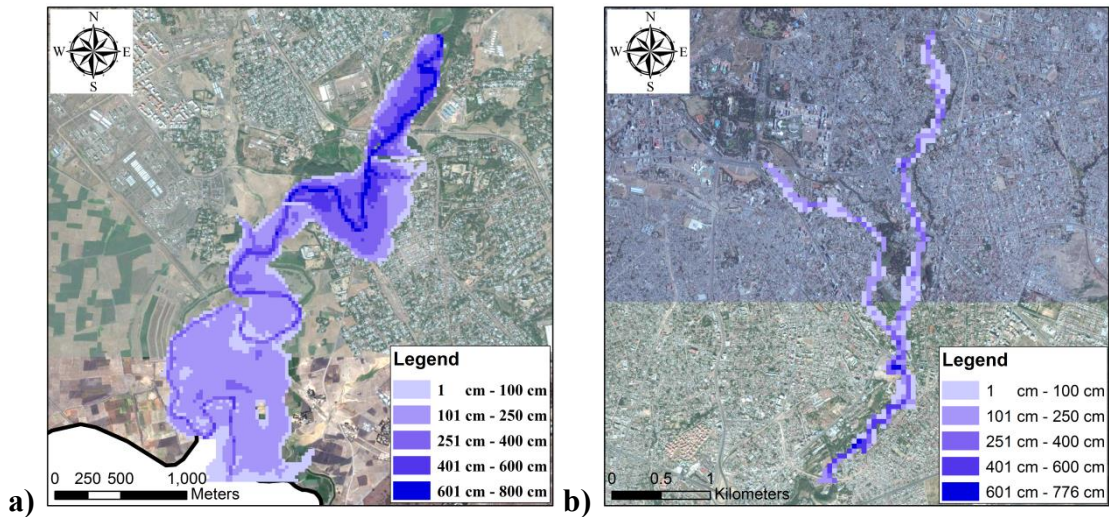 N
W E
S
Legend
1 cm - 100 cm
101 cm - 250 cm
251 cm - 400 cm
401 cm - 600 cm
601 cm - 800 cm
0 250 500 1,000
Meters
a)
N
W E
S
Legend
1 cm - 100 cm
101 cm - 250 cm
251 cm - 400 cm
401 cm - 600 cm
601 cm - 776 cm
0 0.5 1
Kilometers
b)